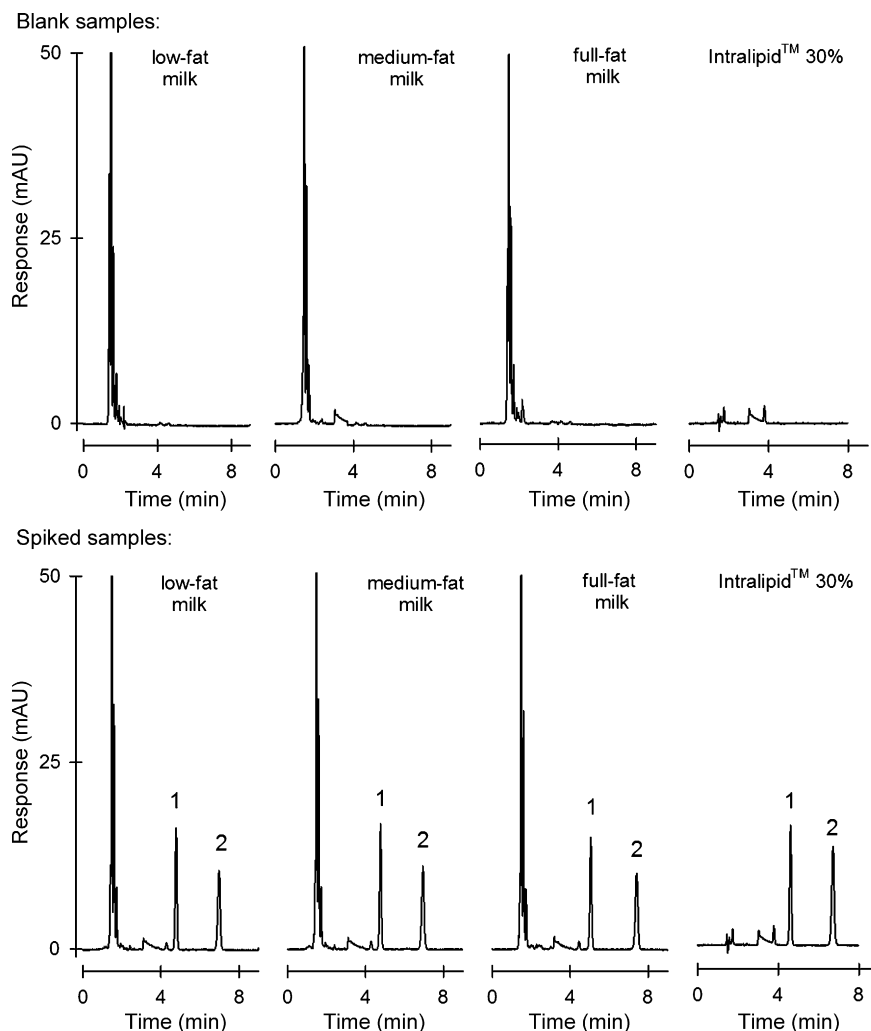 Blank samples:
50
25
0
Response (mAU)
low-fat
milk
medium-fat
milk
full-fat
milk
Intralipid™ 30%
0 4 8
Time (min)
0 4 8
Time (min)
0 4 8
Time (min)
0 4 8
Time (min)
Spiked samples:
50
25
0
Response (mAU)
low-fat
milk
1
2
medium-fat
milk
1
2
full-fat
milk
1
2
Intralipid™ 30%
1
2
0 4 8
Time (min)
0 4 8
Time (min)
0 4 8
Time (min)
0 4 8
Time (min)